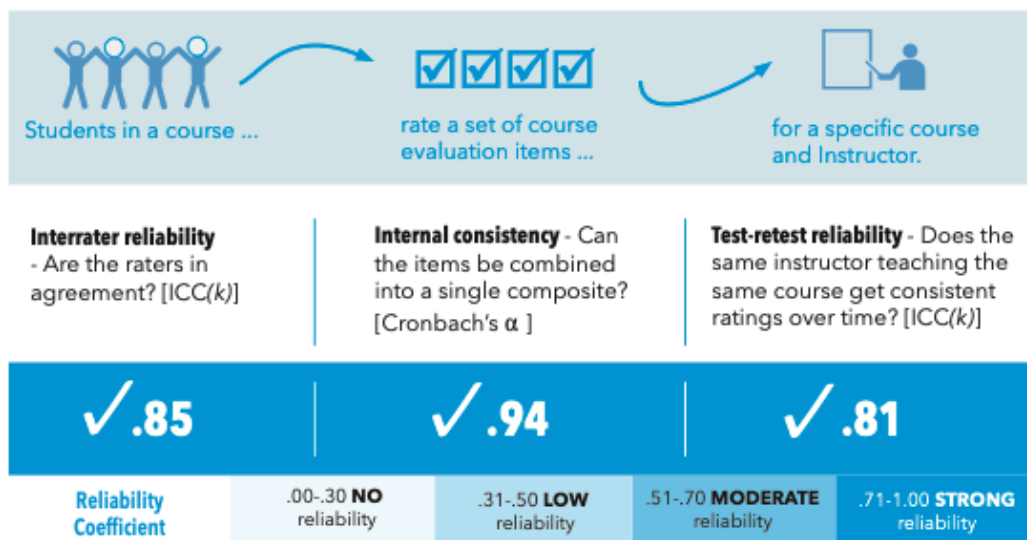 Students in a course ...
rate a set of course
evaluation items ...
for a specific course
and Instructor.
Interrater reliability
- Are the raters in
agreement? [ICC(k)]
Internal consistency - Can
the items be combined
into a single composite?
[Cronbach's α ]
Test-retest reliability - Does the
same instructor teaching the
same course get consistent
ratings over time? [ICC(k)]
.85
.94
.81
Reliability
Coefficient
.00-.30 NO
reliability
.31-.50 LOW
reliability
.51-.70 MODERATE
reliability
.71-1.00 STRONG
reliability